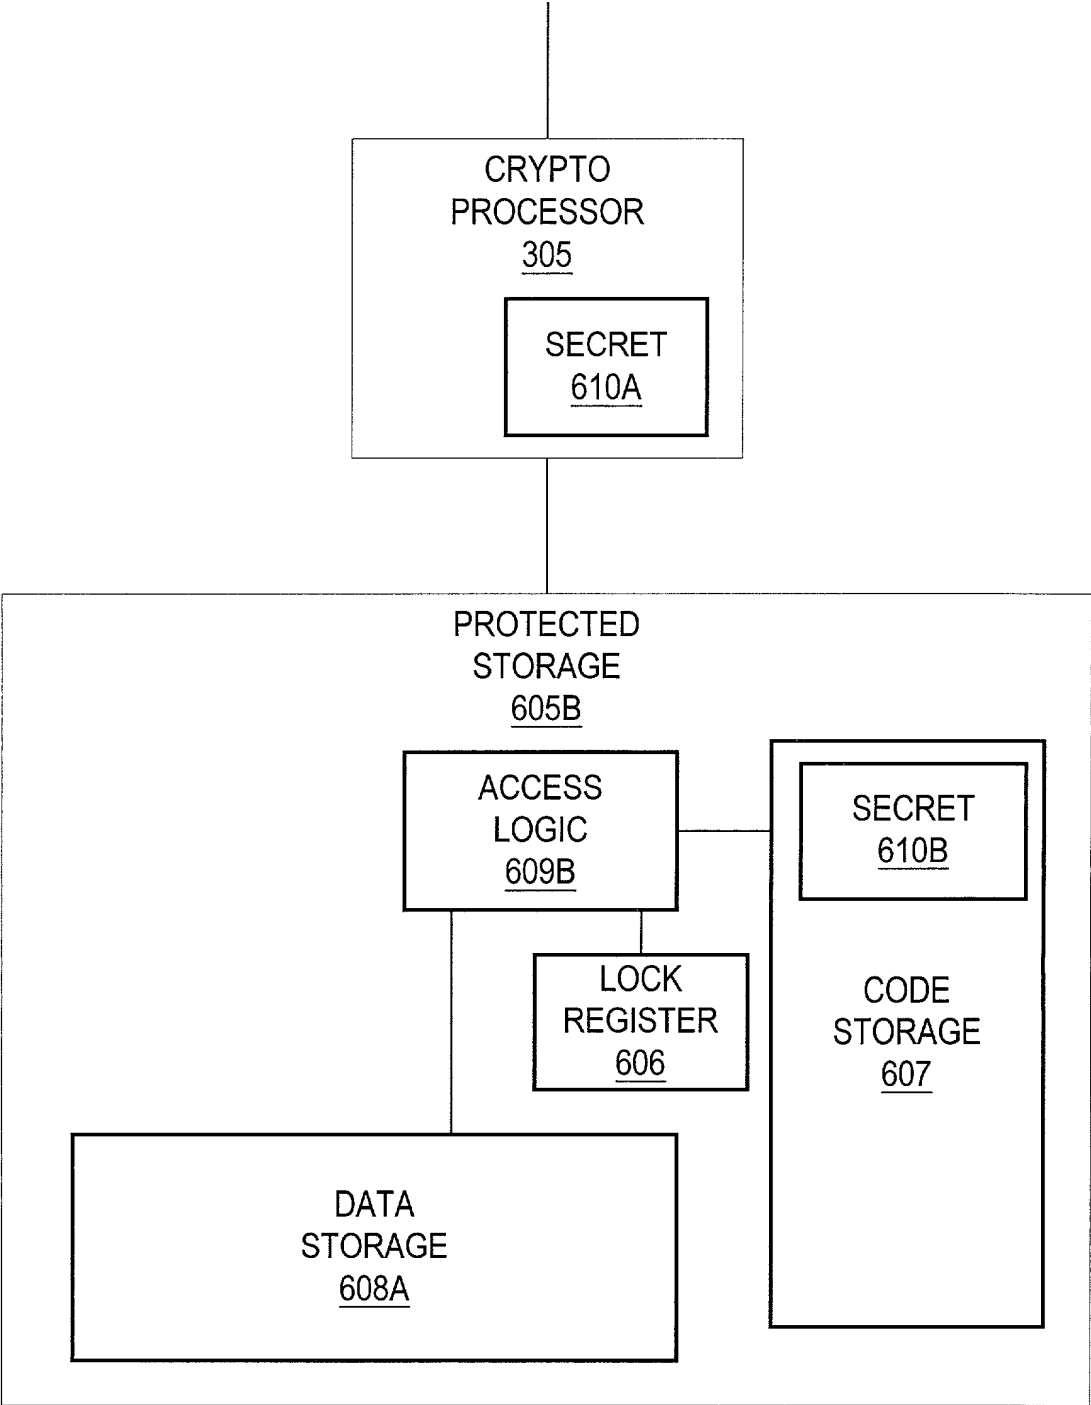 CRYPTO
PROCESSOR
305
SECRET
610A
PROTECTED
STORAGE
605B
ACCESS
LOGIC
609B
SECRET
610B
LOCK
REGISTER
606
CODE
STORAGE
607
DATA
STORAGE
608A